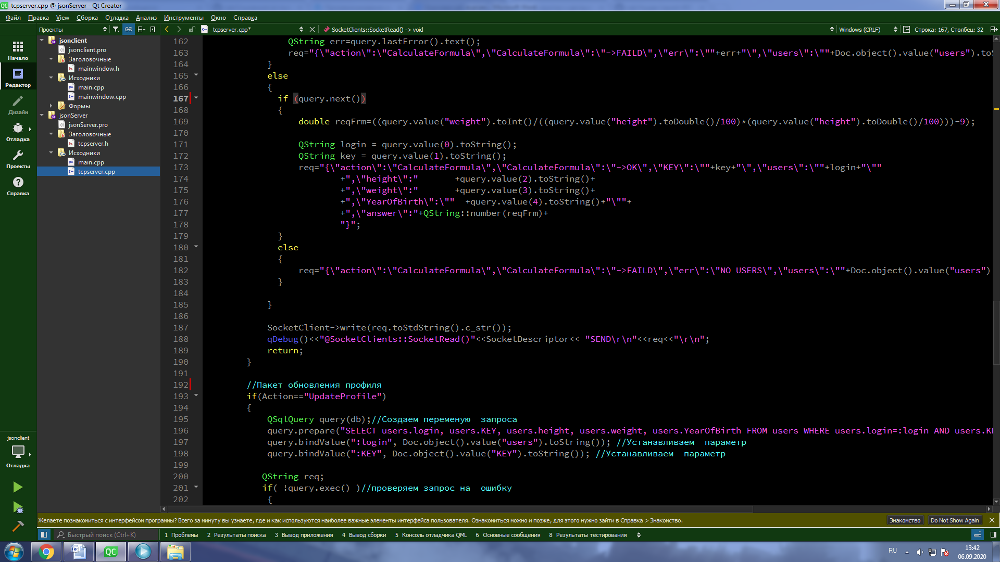 tcpserver.cpp @ jsonServer - Qt Creator
Файл Правка View Сборка Отладка Анализ Инструменты Окно Справка
Проекты tcpserver.cpp* SocketClients::SocketRead() -> void Windows (CRLF) Строка: 167, Столбец: 32
Начало
Редактор
Дизайн
Отладка
Проекты
Справка
jsonclient
Отладка
jsonclient
jsonclient.pro
Заголовочные
mainwindow.h
Исходники
main.cpp
mainwindow.cpp
Формы
jsonServer
jsonServer.pro
Заголовочные
tcpserver.h
Исходники
main.cpp
tcpserver.cpp
162 QString err=query.lastError().text();
163 req="{\"action\":\"CalculateFormula\",\"CalculateFormula\":\"->FAILD\",\"err\":\""+err+"\",\"users\":\""+Doc.object().value("users").toS
164 }
165 else
166 {
167 if (query.next())
168 {
169 double reqFrm=((query.value("weight").toInt()/((query.value("height").toDouble()/100)*(query.value("height").toDouble()/100)))-9);
170
171 QString login = query.value(0).toString();
172 QString key = query.value(1).toString();
173 req="{\"action\":\"CalculateFormula\",\"CalculateFormula\":\"->OK\",\"KEY\":\""+key+"\",\"users\":\""+login+"\""
174 +",\"height\":" +query.value(2).toString()+
175 +",\"weight\":" +query.value(3).toString()+
176 +",\"YearOfBirth\":\"" +query.value(4).toString()+"\""+
177 +",\"answer\":"+QString::number(reqFrm)+
178 "}";
179 }
180 else
181 {
182 req="{\"action\":\"CalculateFormula\",\"CalculateFormula\":\"->FAILD\",\"err\":\"NO USERS\",\"users\":\""+Doc.object().value("users")
183 }
184
185 }
186
187 SocketClient->write(req.toStdString().c_str());
188 qDebug()<<"@SocketClients::SocketRead()"<<SocketDescriptor<< "SEND\r\n"<<req<<"\r\n";
189 return;
190 }
191
192 //Пакет обновления профиля
193 if(Action=="UpdateProfile")
194 {
195 QSqlQuery query(db);//Создаем переменую запроса
196 query.prepare("SELECT users.login, users.KEY, users.height, users.weight, users.YearOfBirth FROM users WHERE users.login=:login AND users.KE
197 query.bindValue(":login", Doc.object().value("users").toString()); //Устанавливаем параметр
198 query.bindValue(":KEY", Doc.object().value("KEY").toString()); //Устанавливаем параметр
199
200 QString req;
201 if( !query.exec() )//проверяем запрос на ошибку
202 {
Желаете познакомиться с интерфейсом программы? Всего за минуту вы узнаете, где и как используются наиболее важные элементы интерфейса пользователя. Ознакомиться можно и позже, для этого нужно зайти в Справка > Знакомство. Знакомство Do Not Show Again
Быстрый поиск (Ctrl+K) 1 Проблемы 2 Результаты поиска 3 Вывод приложения 4 Вывод сборки 5 Консоль отладчика QML 6 Основные сообщения 8 Результаты тестирования
RU 13:42
06.09.2020